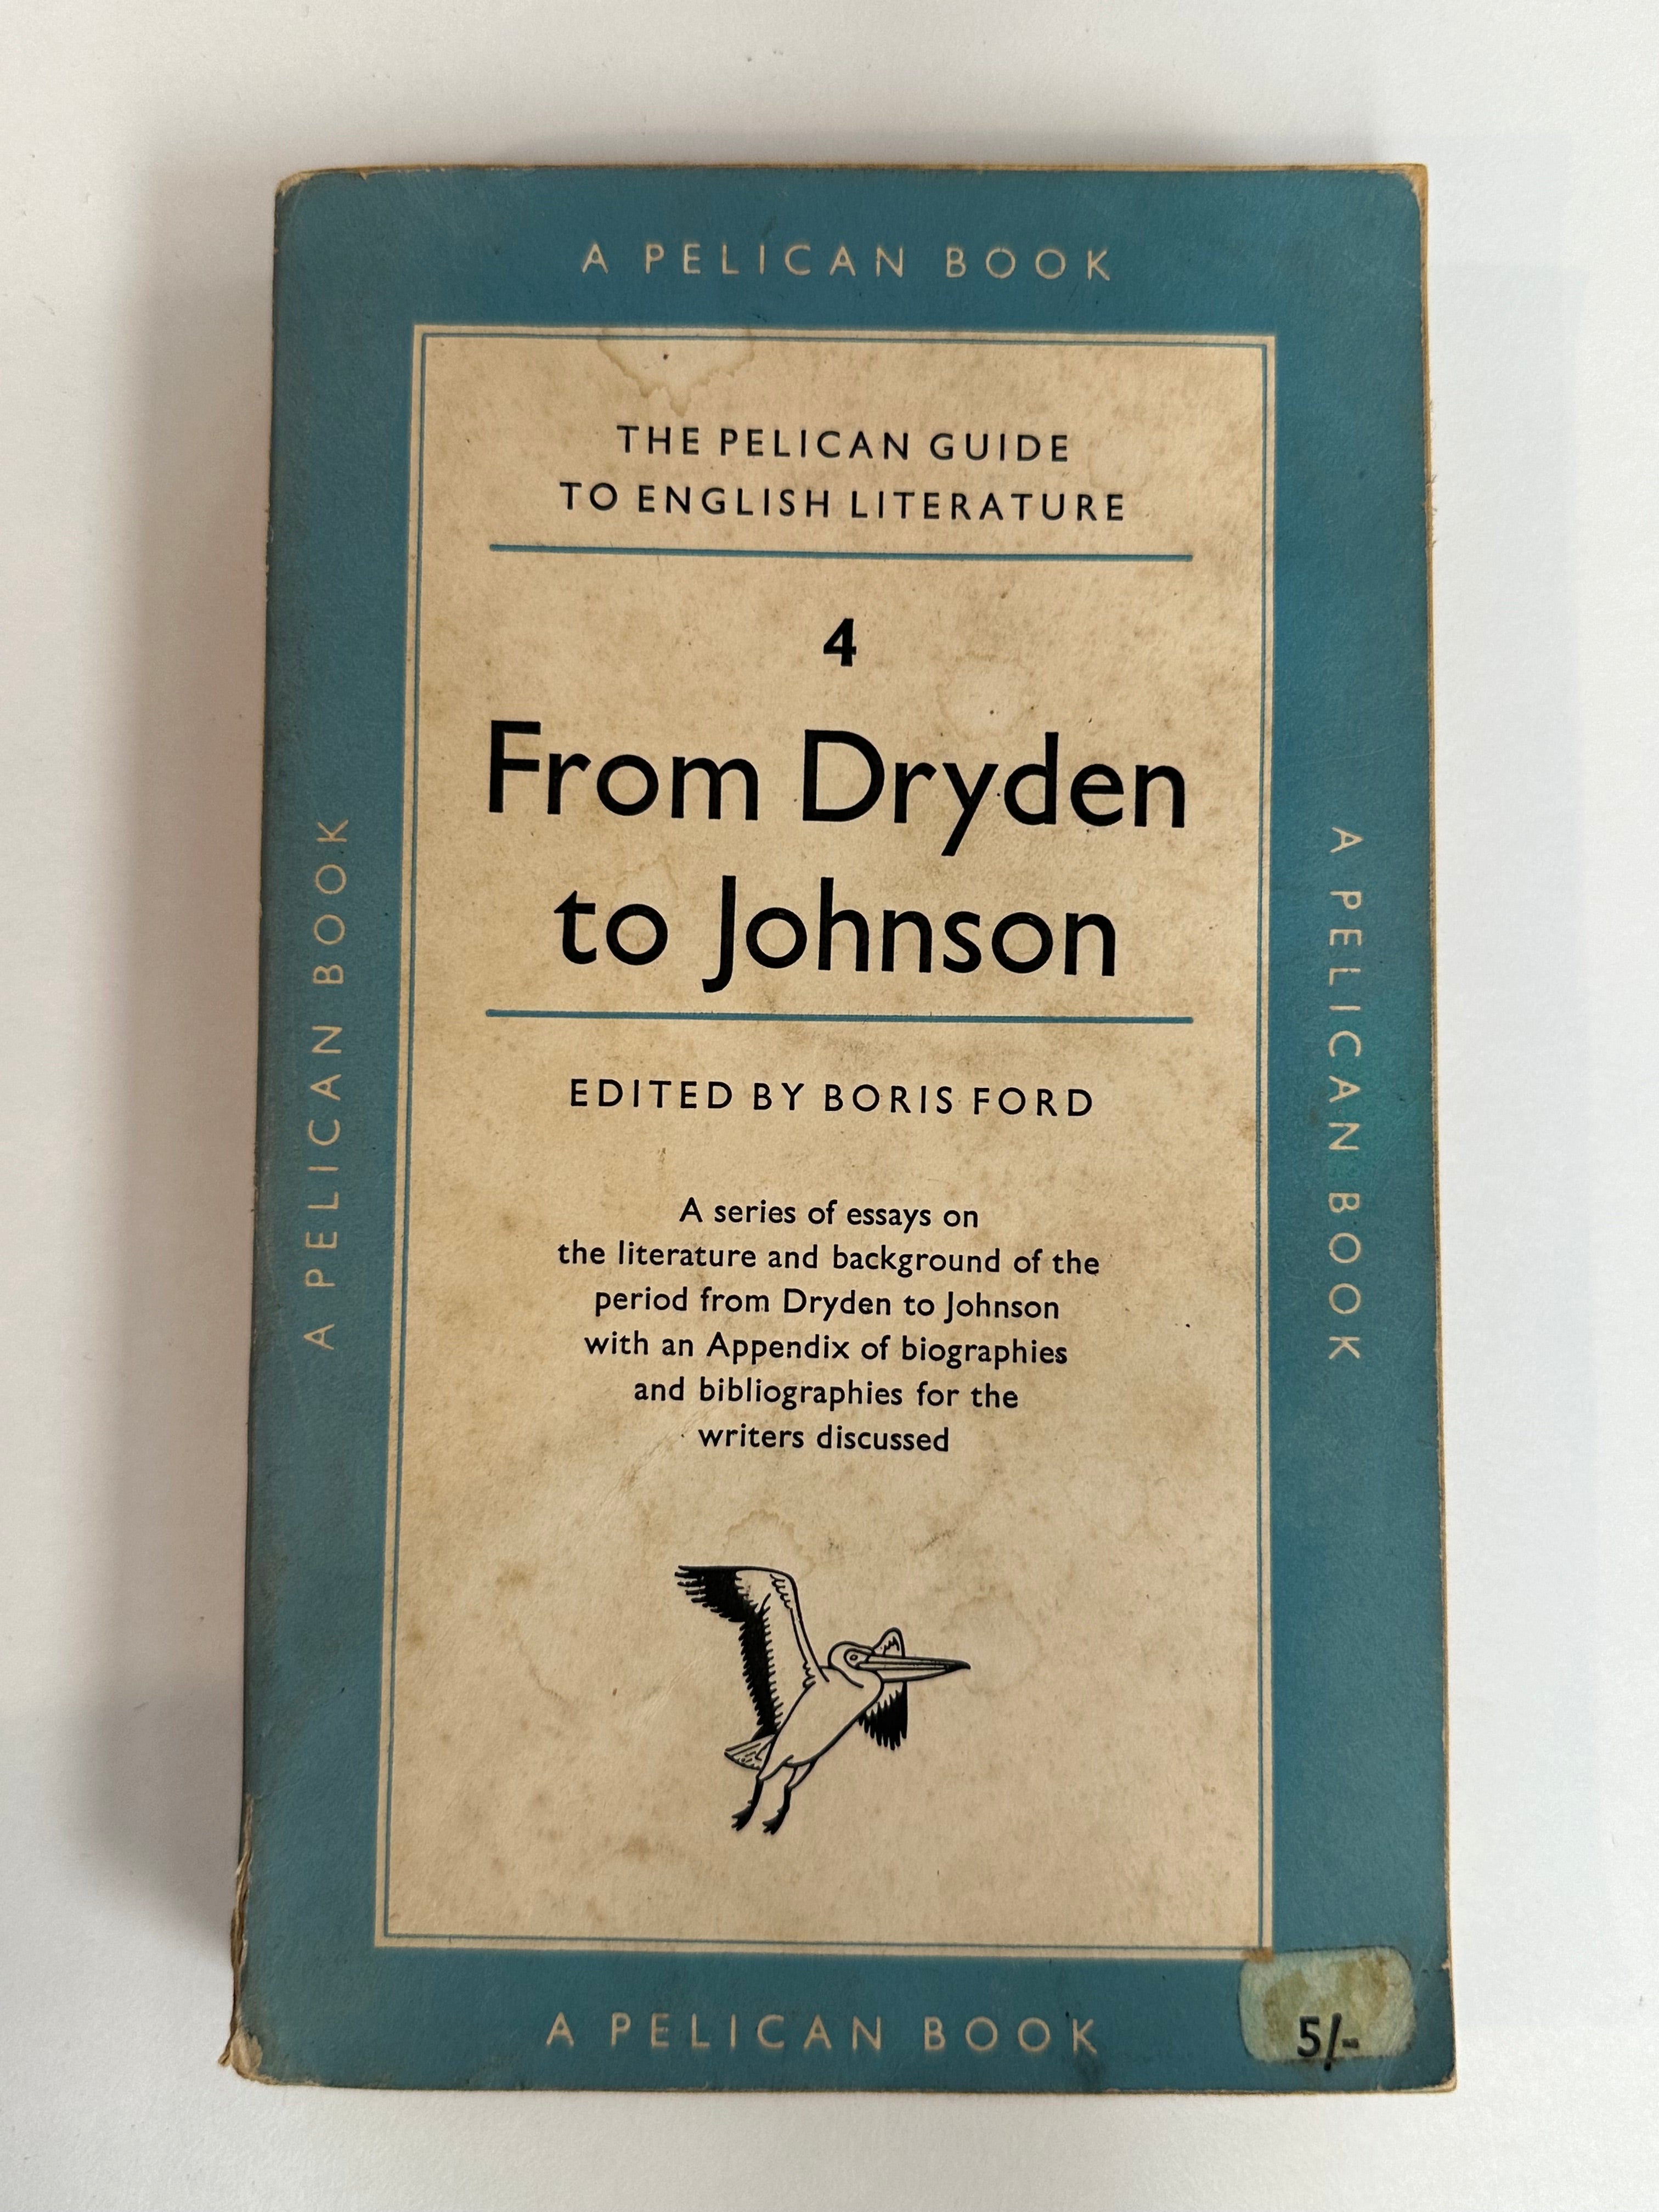 A PELICAN BOOK
THE PELICAN GUIDE
TO ENGLISH LITERATURE
4
From Dryden
to Johnson
EDITED BY BORIS FORD
A series of essays on
the literature and background of the
period from Dryden to Johnson
with an Appendix of biographies
and bibliographies for the
writers discussed
A PELICAN BOOK
A PELICAN BOOK
A PELICAN BOOK
5/-